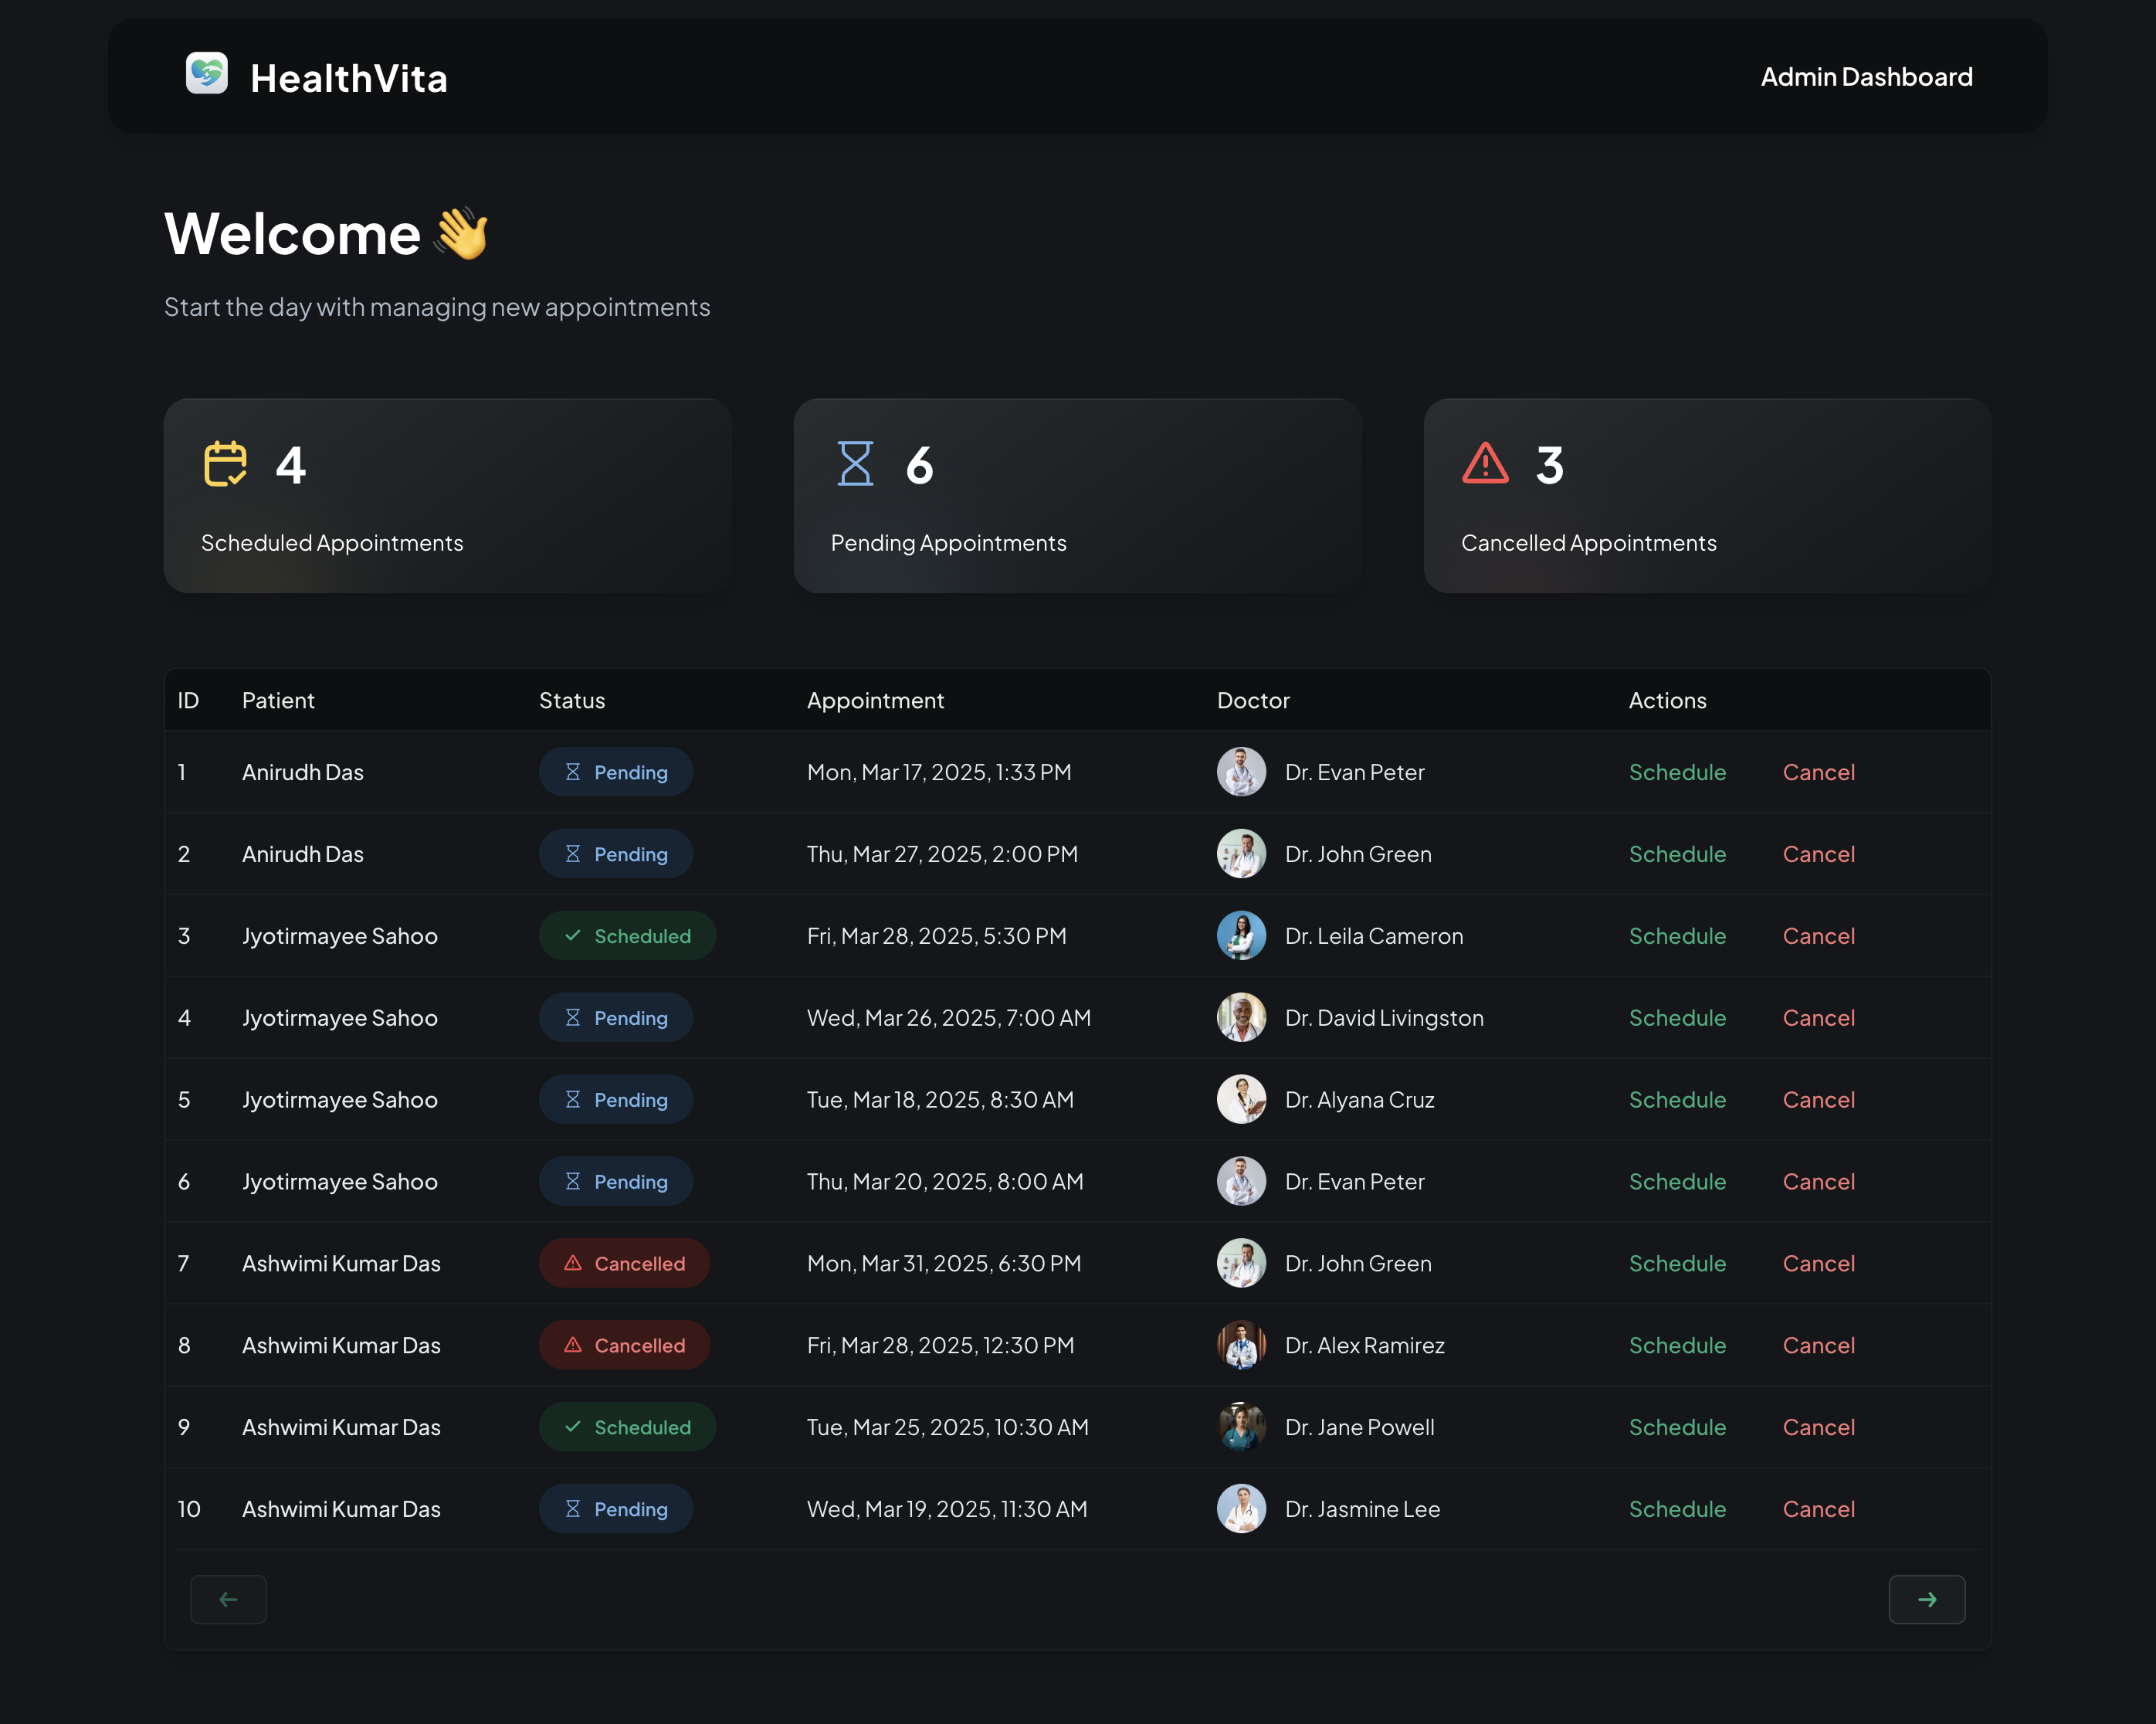 HealthVita
Admin Dashboard
Welcome 👋
Start the day with managing new appointments
4
Scheduled Appointments
6
Pending Appointments
3
Cancelled Appointments
ID Patient Status Appointment Doctor Actions
1 Anirudh Das Pending Mon, Mar 17, 2025, 1:33 PM Dr. Evan Peter Schedule Cancel
2 Anirudh Das Pending Thu, Mar 27, 2025, 2:00 PM Dr. John Green Schedule Cancel
3 Jyotirmayee Sahoo Scheduled Fri, Mar 28, 2025, 5:30 PM Dr. Leila Cameron Schedule Cancel
4 Jyotirmayee Sahoo Pending Wed, Mar 26, 2025, 7:00 AM Dr. David Livingston Schedule Cancel
5 Jyotirmayee Sahoo Pending Tue, Mar 18, 2025, 8:30 AM Dr. Alyana Cruz Schedule Cancel
6 Jyotirmayee Sahoo Pending Thu, Mar 20, 2025, 8:00 AM Dr. Evan Peter Schedule Cancel
7 Ashwimi Kumar Das Cancelled Mon, Mar 31, 2025, 6:30 PM Dr. John Green Schedule Cancel
8 Ashwimi Kumar Das Cancelled Fri, Mar 28, 2025, 12:30 PM Dr. Alex Ramirez Schedule Cancel
9 Ashwimi Kumar Das Scheduled Tue, Mar 25, 2025, 10:30 AM Dr. Jane Powell Schedule Cancel
10 Ashwimi Kumar Das Pending Wed, Mar 19, 2025, 11:30 AM Dr. Jasmine Lee Schedule Cancel